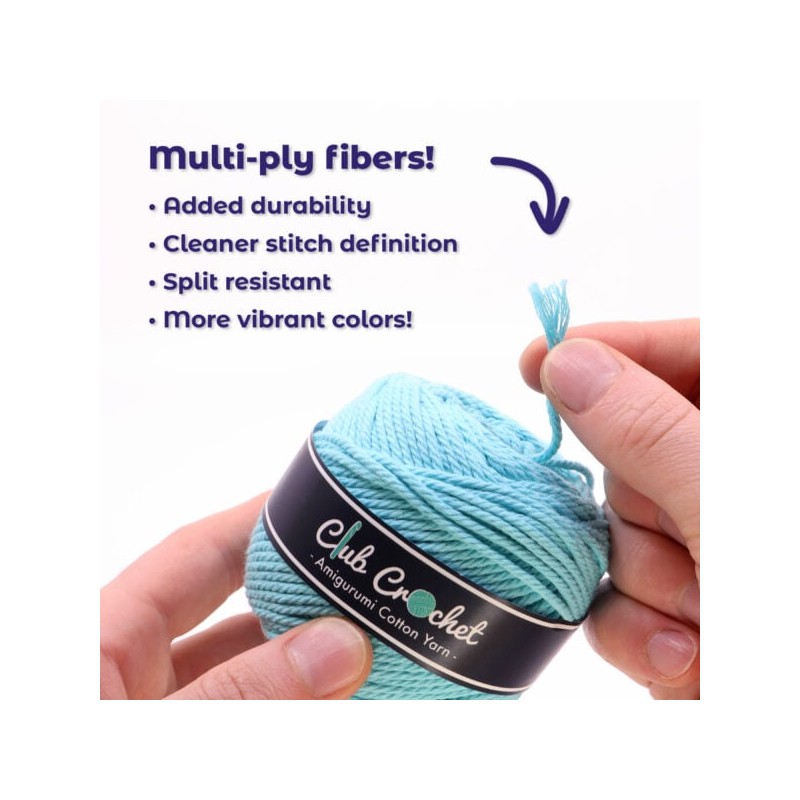 Multi-ply fibers!
• Added durability
• Cleaner stitch definition
• Split resistant
• More vibrant colors!
Club Crochet
- Amigurumi Cotton Yarn -